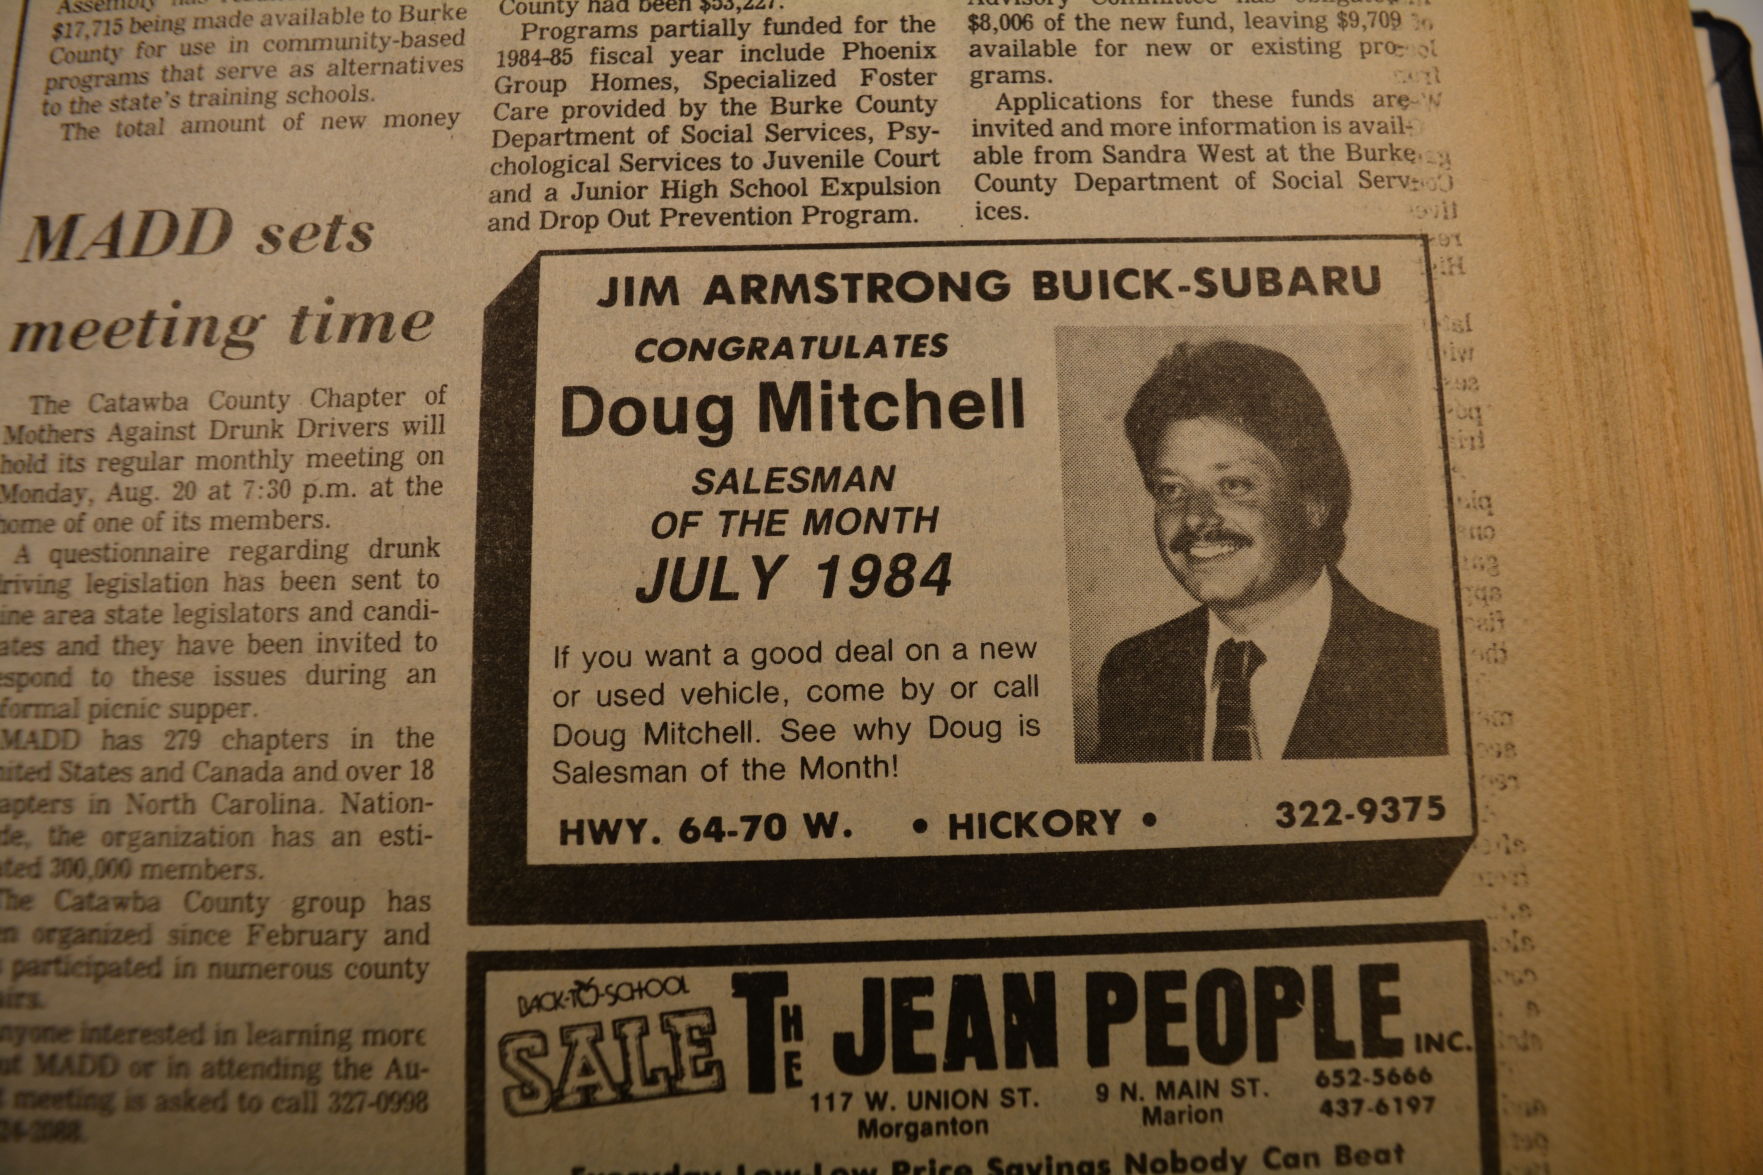 $17,715 being made available to Burke
County for use in community-based
programs that serve as alternatives
to the state's training schools.
The total amount of new money
County had been $53,227.
Programs partially funded for the
1984-85 fiscal year include Phoenix
Group Homes, Specialized Foster
Care provided by the Burke County
Department of Social Services, Psy-
chological Services to Juvenile Court
and a Junior High School Expulsion
and Drop Out Prevention Program.
$8,006 of the new fund, leaving $9,709
available for new or existing pro-
grams.
Applications for these funds are
invited and more information is avail-
able from Sandra West at the Burke
County Department of Social Serv-
ices.
MADD sets
meeting time
The Catawba County Chapter of
Mothers Against Drunk Drivers will
hold its regular monthly meeting on
Monday, Aug. 20 at 7:30 p.m. at the
home of one of its members.
A questionnaire regarding drunk
riving legislation has been sent to
ine area state legislators and candi-
ates and they have been invited to
espond to these issues during an
formal picnic supper.
MADD has 279 chapters in the
nited States and Canada and over 18
apters in North Carolina. Nation-
de, the organization has an esti-
ted 300,000 members.
The Catawba County group has
n organized since February and
participated in numerous county
airs.
nyone interested in learning more
ut MADD or in attending the Au-
t meeting is asked to call 327-0998
JIM ARMSTRONG BUICK-SUBARU
CONGRATULATES
Doug Mitchell
SALESMAN
OF THE MONTH
JULY 1984
If you want a good deal on a new
or used vehicle, come by or call
Doug Mitchell. See why Doug is
Salesman of the Month!
HWY. 64-70 W. • HICKORY • 322-9375
BACK-TO-SCHOOL
SALE THE JEAN PEOPLE INC.
117 W. UNION ST. 9 N. MAIN ST. 652-5666
Morganton Marion 437-6197
Everyday Low Low Price Savings Nobody Can Beat